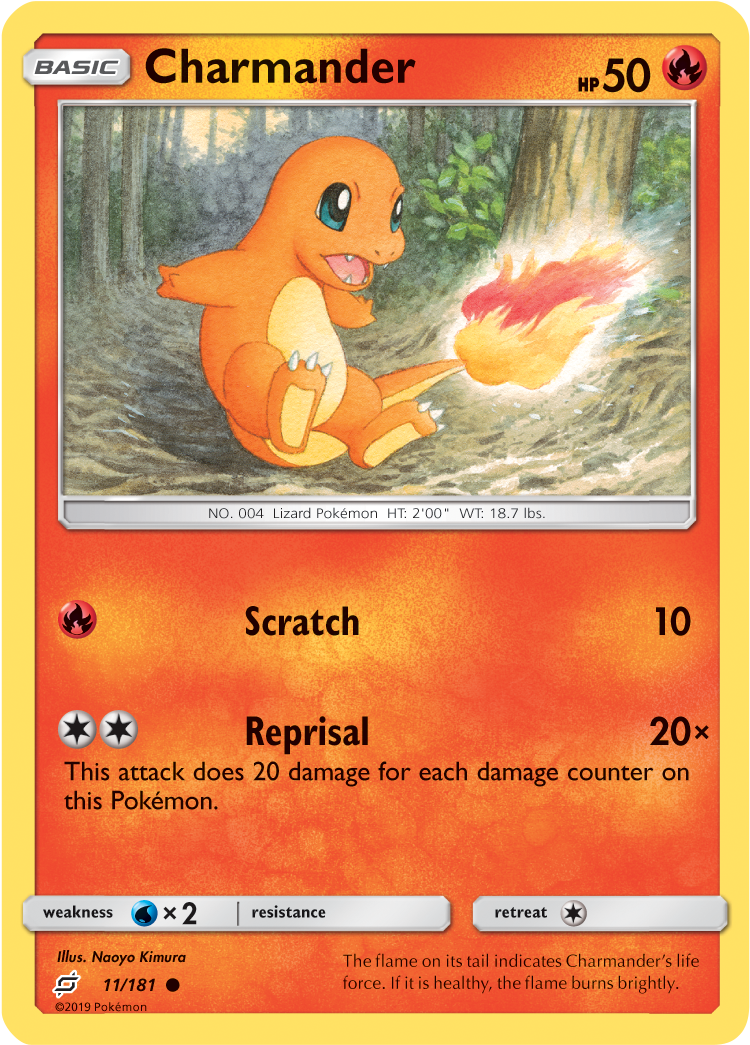 BASIC Charmander HP 50
NO. 004 Lizard Pokémon HT: 2'00" WT: 18.7 lbs.
Scratch 10
Reprisal 20×
This attack does 20 damage for each damage counter on
this Pokémon.
weakness × 2 resistance retreat
Illus. Naoyo Kimura
11/181
©2019 Pokémon
The flame on its tail indicates Charmander's life
force. If it is healthy, the flame burns brightly.